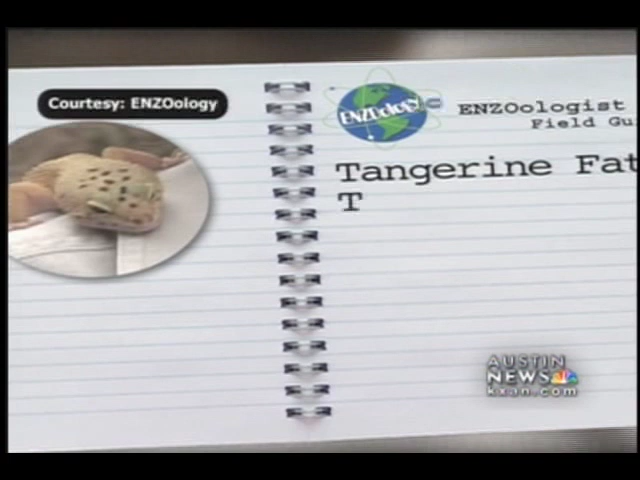 Courtesy: ENZOology
ENZOology
ENZOologist
Field Gu
Tangerine Fat
T
AUSTIN
NEWS
kxan.com